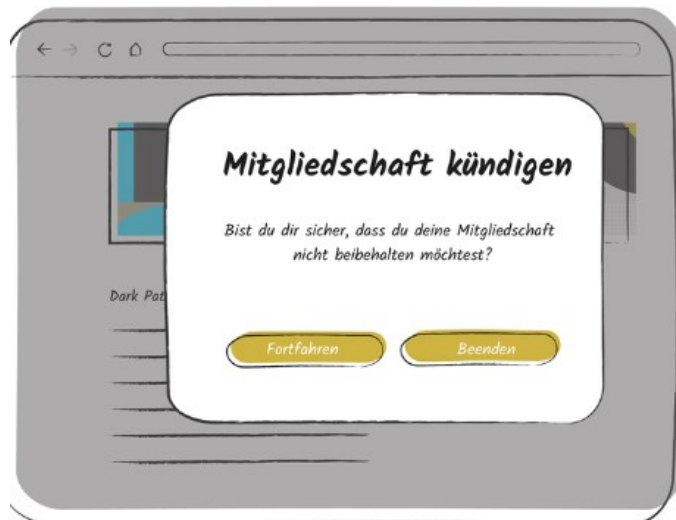 Mitgliedschaft kündigen
Bist du dir sicher, dass du deine Mitgliedschaft
nicht beibehalten möchtest?
Dark Pat
Fortfahren
Beenden